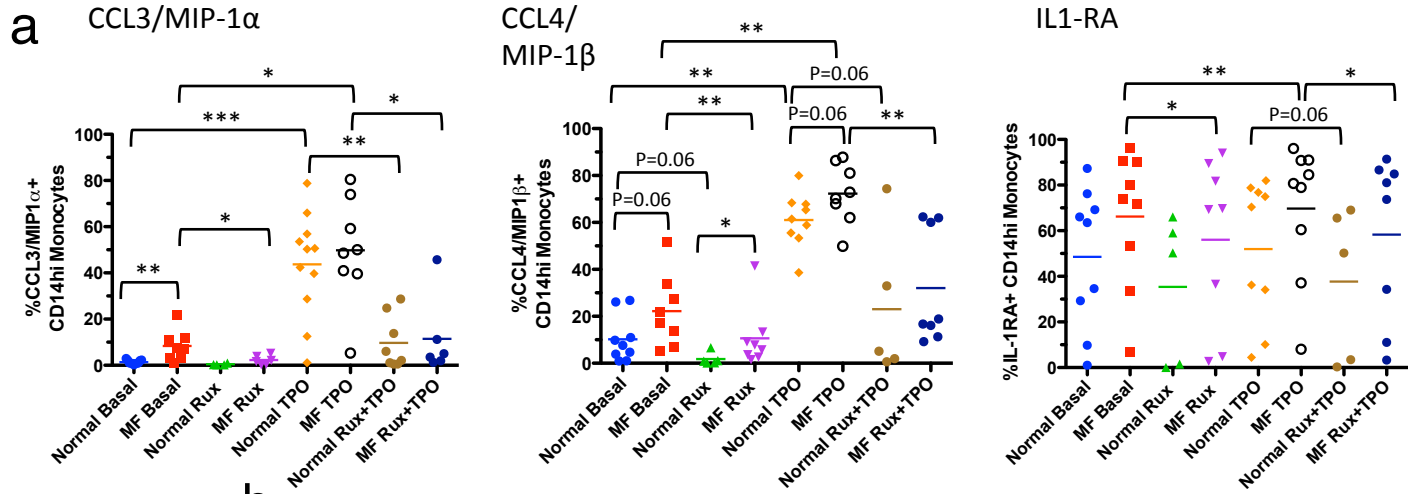 a
CCL3/MIP-1α
%CCL3/MIP1α+
CD14hi Monocytes
100
80
60
40
20
0
**
*
***
*
**
*
Normal Basal
MF Basal
Normal Rux
MF Rux
Normal TPO
MF TPO
Normal Rux+TPO
MF Rux+TPO
CCL4/
MIP-1β
%CCL4/MIP1β+
CD14hi Monocytes
100
80
60
40
20
0
**
**
P=0.06
**
P=0.06
**
P=0.06
P=0.06
*
Normal Basal
MF Basal
Normal Rux
MF Rux
Normal TPO
MF TPO
Normal Rux+TPO
MF Rux+TPO
IL1-RA
%IL-1RA+ CD14hi Monocytes
100
80
60
40
20
0
**
*
*
P=0.06
Normal Basal
MF Basal
Normal Rux
MF Rux
Normal TPO
MF TPO
Normal Rux+TPO
MF Rux+TPO